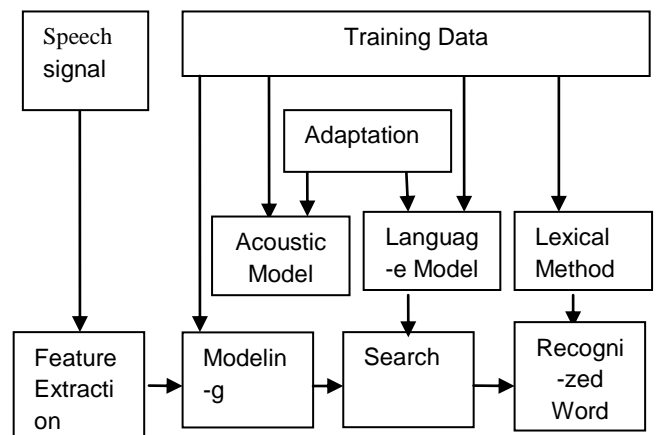 Speech
signal
Training Data
Adaptation
Acoustic
Model
Languag
-e Model
Lexical
Method
Feature
Extracti
on
Modelin
-g
Search
Recogni
-zed
Word